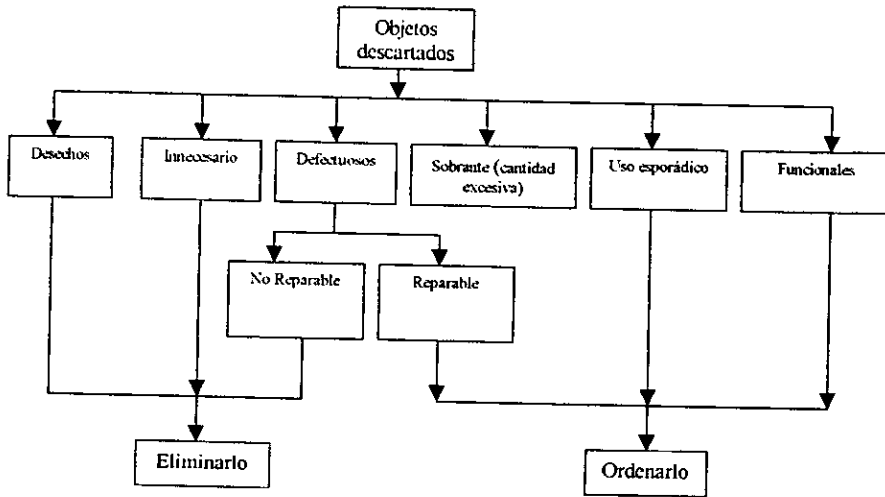 Objetos
descartados
Desechos
Innecesario
Defectuosos
Sobrante (cantidad
excesiva)
Uso esporádico
Funcionales
No Reparable
Reparable
Eliminarlo
Ordenarlo